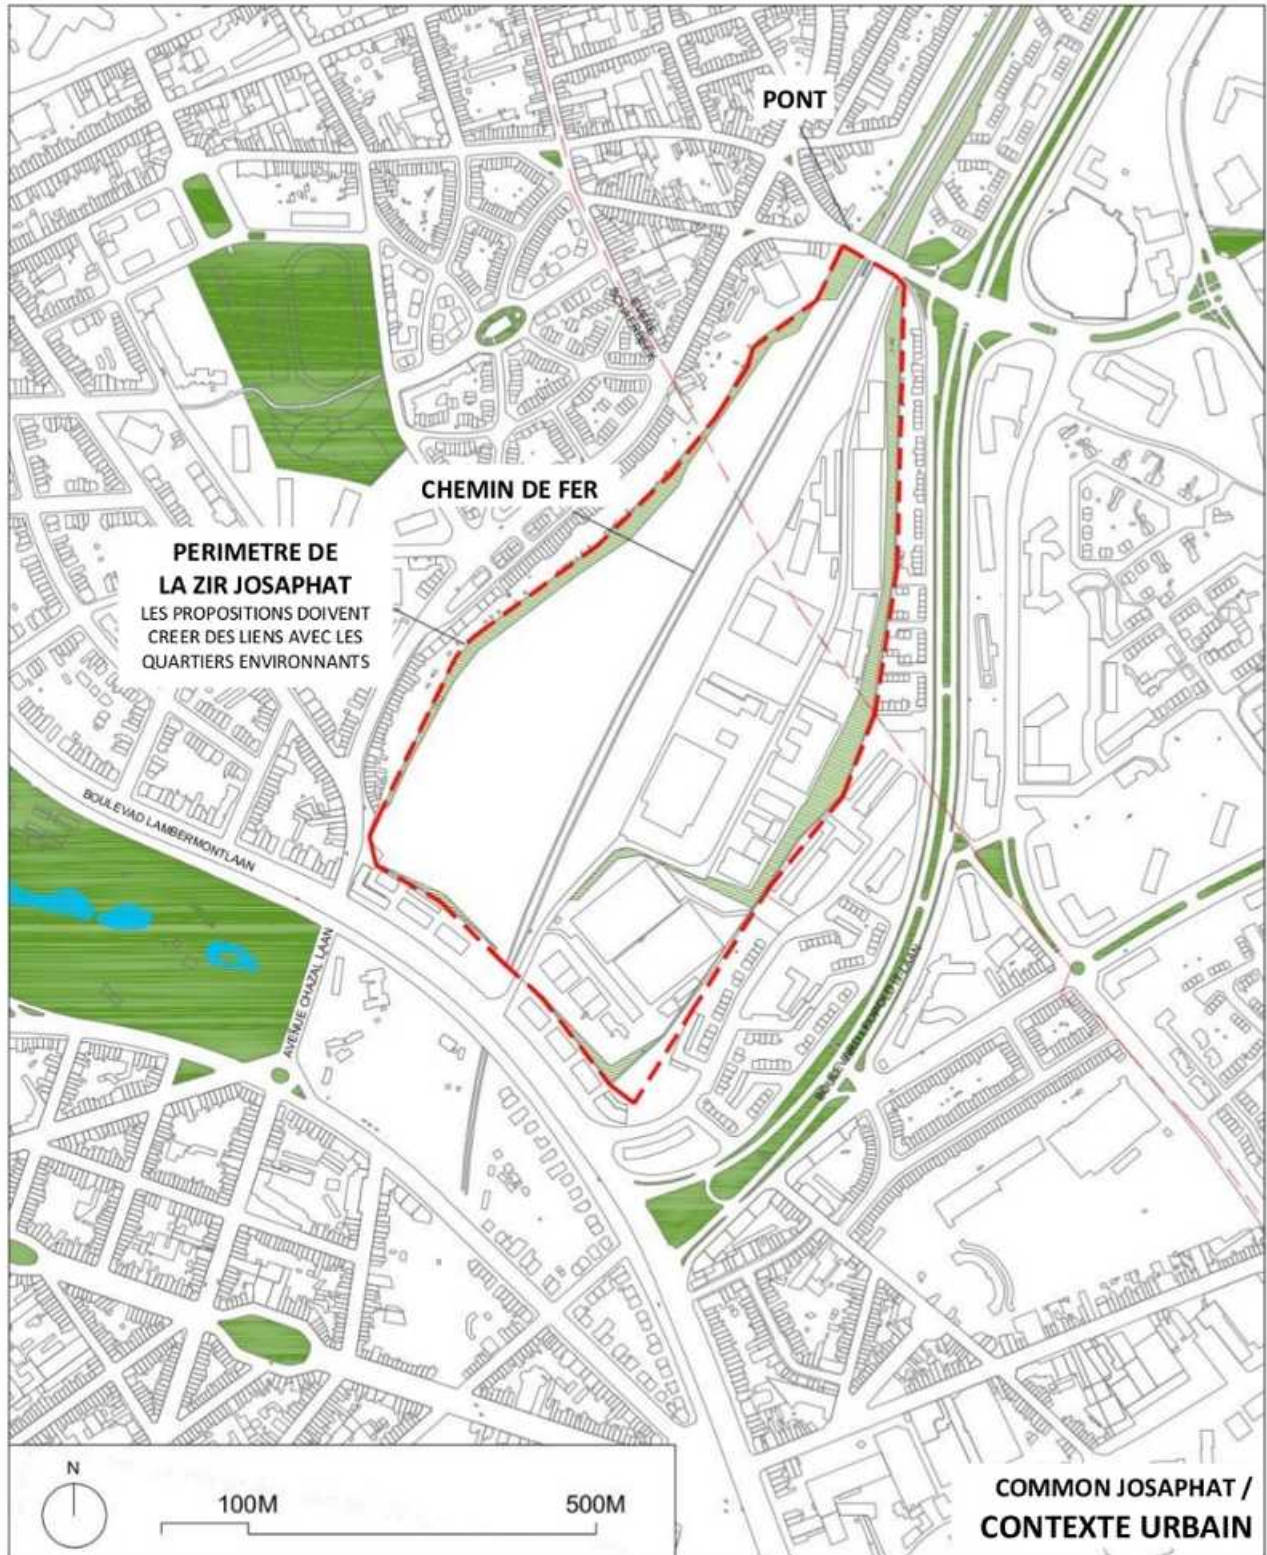 PONT
CHEMIN DE FER
PERIMETRE DE
LA ZIR JOSAPHAT
LES PROPOSITIONS DOIVENT
CREER DES LIENS AVEC LES
QUARTIERS ENVIRONNANTS
BOULEVAD LAMBERMONTLAAN
AVENUE CHAZAL LAAN
N
100M
500M
COMMON JOSAPHAT /
CONTEXTE URBAIN